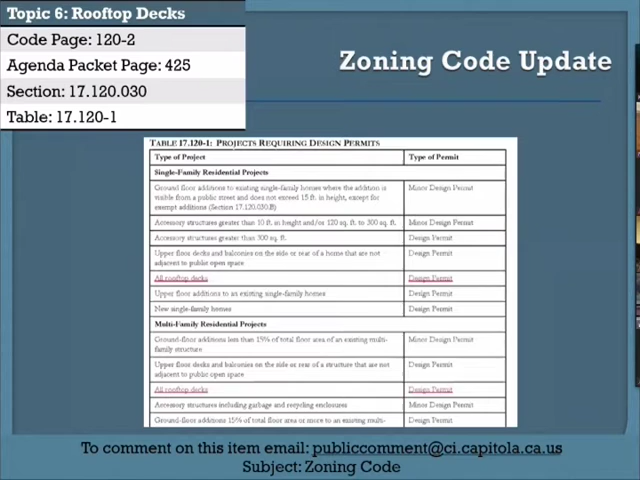 Topic 6: Rooftop Decks
Code Page: 120-2
Agenda Packet Page: 425
Section: 17.120.030
Table: 17.120-1
Zoning Code Update
TABLE 17.120-1: PROJECTS REQUIRING DESIGN PERMITS
Type of Project Type of Permit
Single-Family Residential Projects
Ground floor additions to existing single-family homes where the addition is Minor Design Permit
visible from a public street and does not exceed 15 ft. in height, except for
exempt additions (Section 17.120.030.B)
Accessory structures greater than 10 ft. in height and/or 120 sq. ft. to 300 sq. ft. Minor Design Permit
Accessory structures greater than 300 sq. ft. Design Permit
Upper floor decks and balconies on the side or rear of a home that are not Design Permit
adjacent to public open space
All rooftop decks Design Permit
Upper floor additions to an existing single-family homes Design Permit
New single-family homes Design Permit
Multi-Family Residential Projects
Ground-floor additions less than 15% of total floor area of an existing multi- Minor Design Permit
family structure
Upper floor decks and balconies on the side or rear of a structure that are not Design Permit
adjacent to public open space
All rooftop decks Design Permit
Accessory structures including garbage and recycling enclosures Minor Design Permit
Ground-floor additions 15% of total floor area or more to an existing multi- Design Permit
To comment on this item email: publiccomment@ci.capitola.ca.us
Subject: Zoning Code